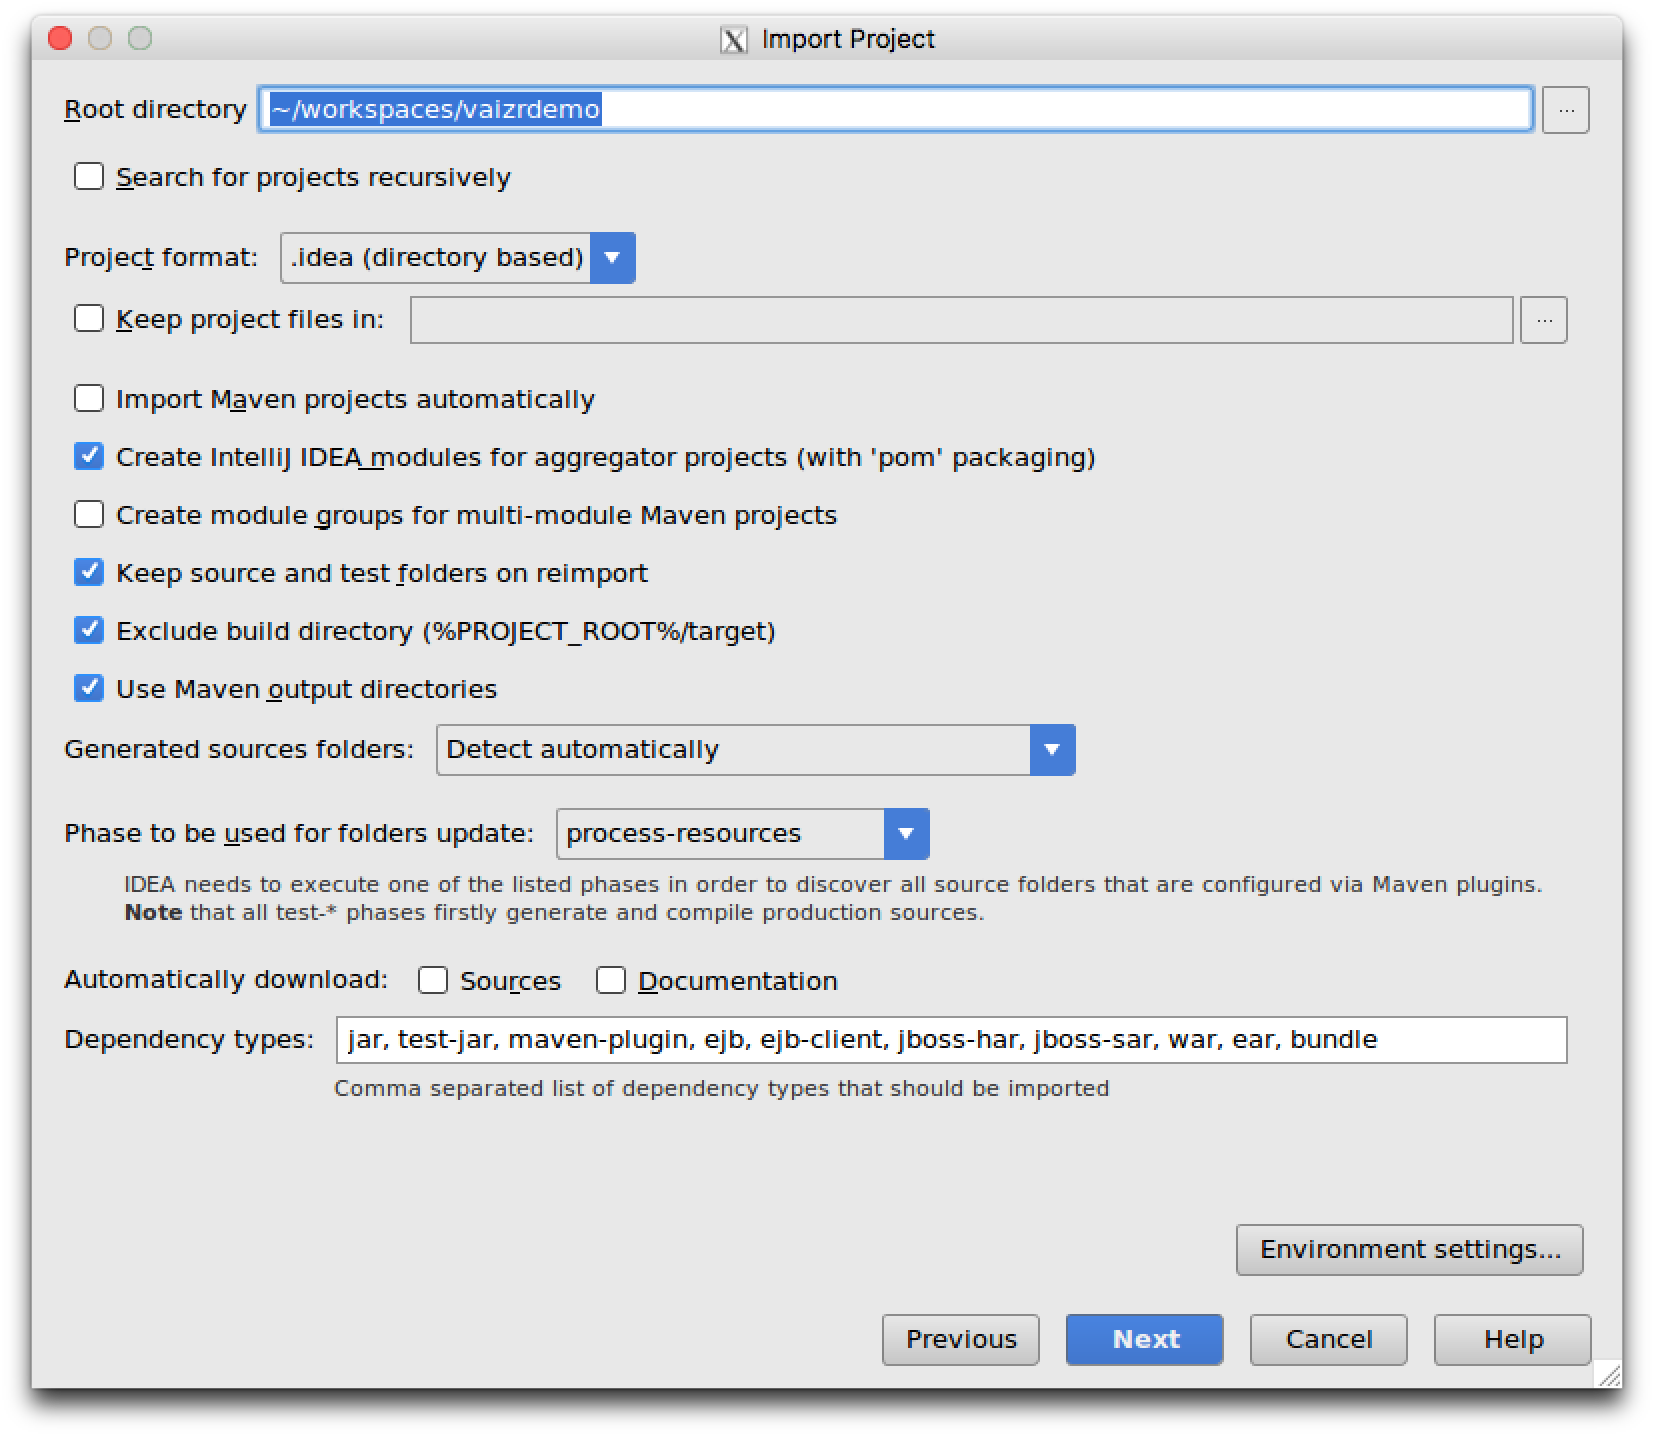 Import Project
Root directory ~/workspaces/vaizrdemo ...
Search for projects recursively
Project format: .idea (directory based)
Keep project files in: ...
Import Maven projects automatically
Create IntelliJ IDEA modules for aggregator projects (with 'pom' packaging)
Create module groups for multi-module Maven projects
Keep source and test folders on reimport
Exclude build directory (%PROJECT_ROOT%/target)
Use Maven output directories
Generated sources folders: Detect automatically
Phase to be used for folders update: process-resources
IDEA needs to execute one of the listed phases in order to discover all source folders that are configured via Maven plugins.
Note that all test-* phases firstly generate and compile production sources.
Automatically download: Sources Documentation
Dependency types: jar, test-jar, maven-plugin, ejb, ejb-client, jboss-har, jboss-sar, war, ear, bundle
Comma separated list of dependency types that should be imported
Environment settings...
Previous Next Cancel Help